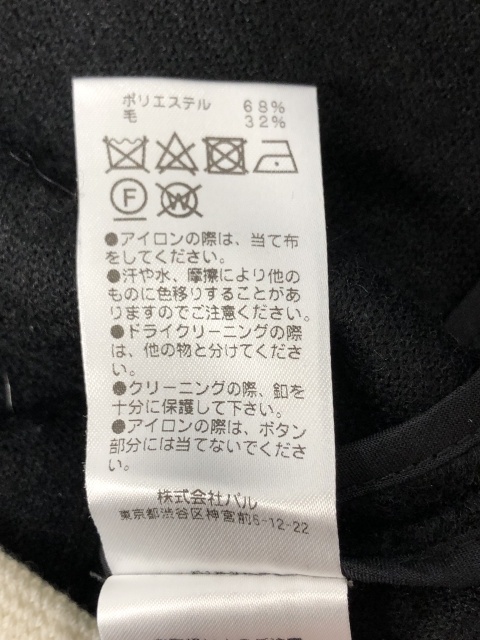 ポリエステル 68%
毛 32%
F
W
●アイロンの際は、当て布
をしてください。
●汗や水、摩擦により他の
ものに色移りすることがあ
りますのでご注意ください。
●ドライクリーニングの際
は、他の物と分けてくださ
い。
●クリーニングの際、釦を
十分に保護して下さい。
●アイロンの際は、ボタン
部分には当てないでくださ
い。
株式会社パル
東京都渋谷区神宮前6-12-22